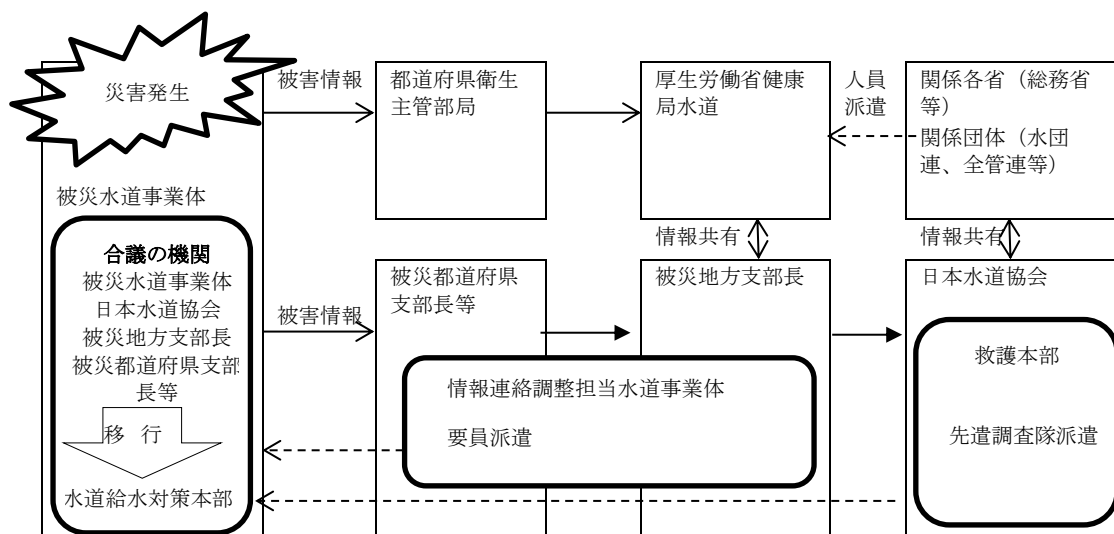 災害発生
被害情報
都道府県衛生
主管部局
厚生労働省健康
局水道
人員
派遣
関係各省（総務省
等）
関係団体（水団
連、全管連等）
被災水道事業体
合議の機関
被災水道事業体
日本水道協会
被災地方支部長
被災都道府県支部
長等
移 行
水道給水対策本部
情報共有
情報共有
被害情報
被災都道府県
支部長等
被災地方支部長
日本水道協会
情報連絡調整担当水道事業体
要員派遣
救護本部
先遣調査隊派遣